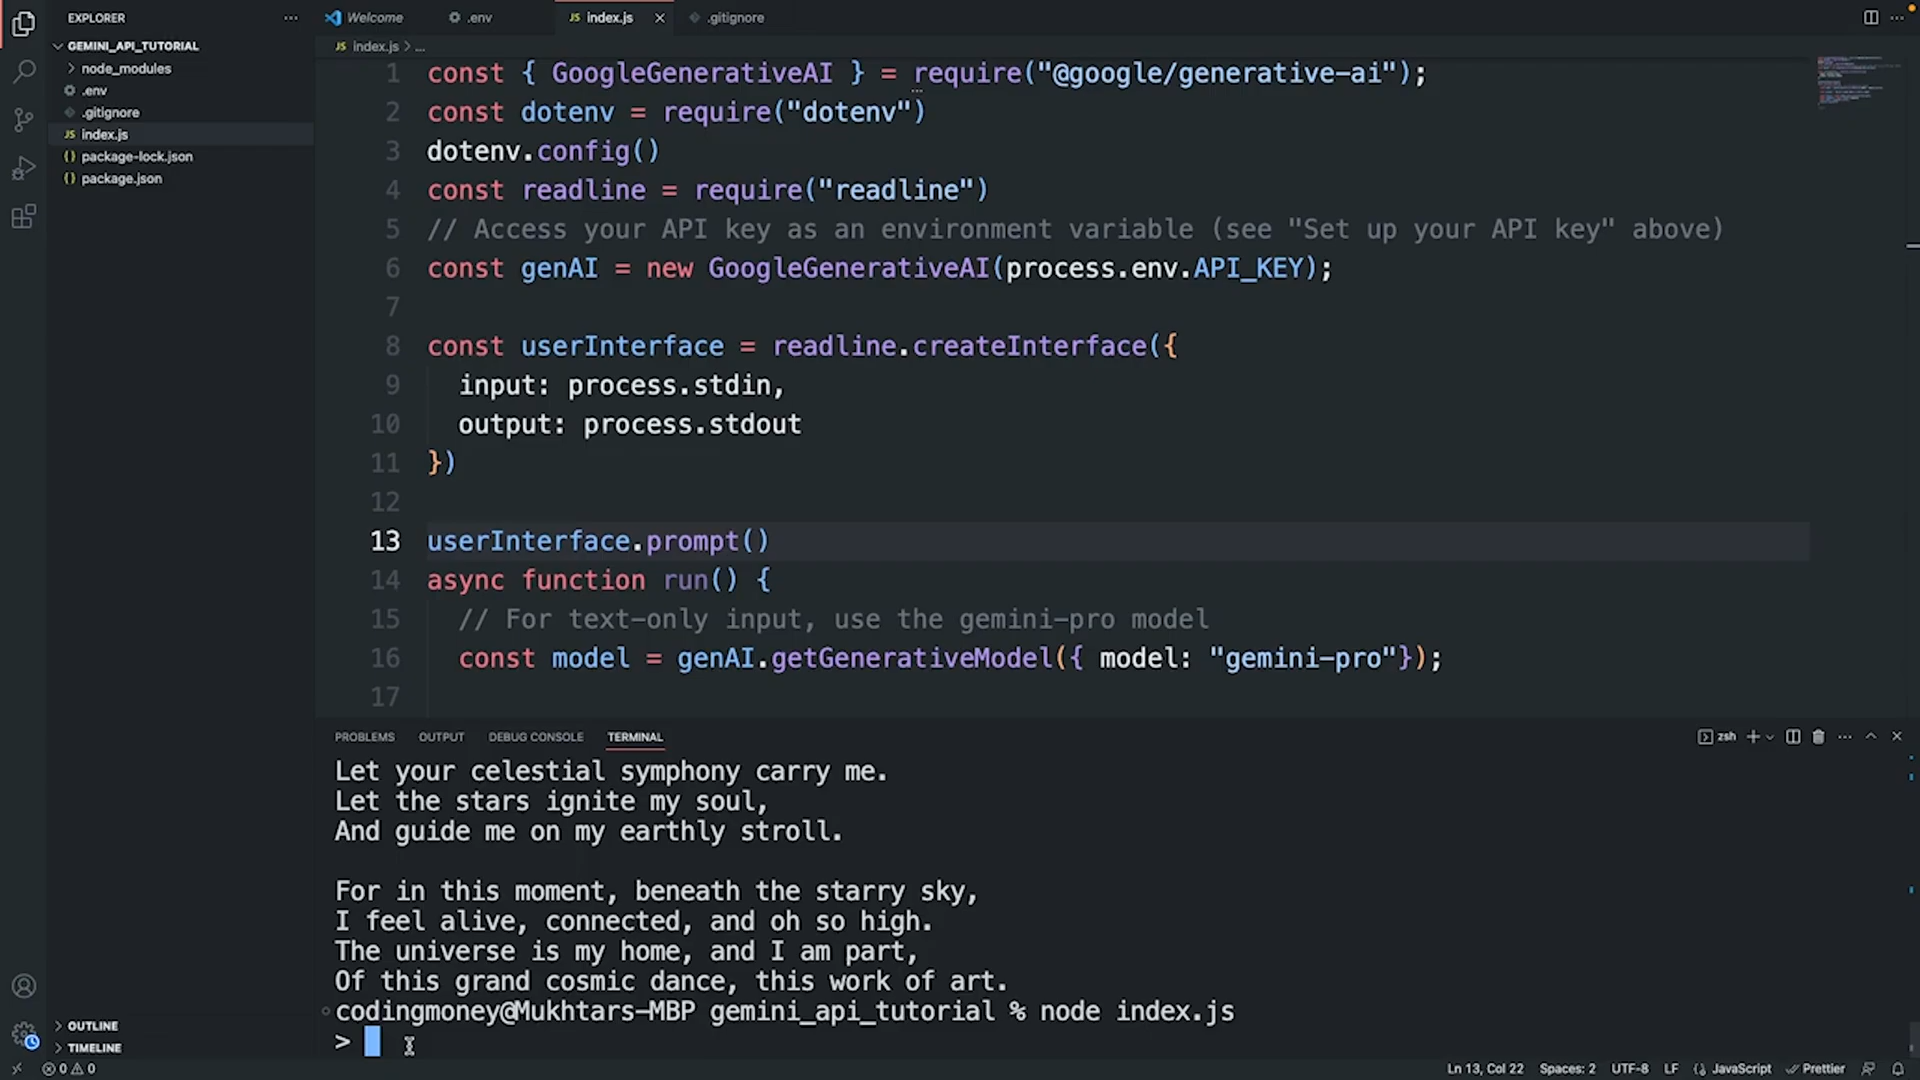 EXPLORER
Welcome
.env
JS index.js
.gitignore
GEMINI_API_TUTORIAL
JS index.js > ...
node_modules
.env
.gitignore
JS index.js
{} package-lock.json
{} package.json
1 const { GoogleGenerativeAI } = require("@google/generative-ai");
2 const dotenv = require("dotenv")
3 dotenv.config()
4 const readline = require("readline")
5 // Access your API key as an environment variable (see "Set up your API key" above)
6 const genAI = new GoogleGenerativeAI(process.env.API_KEY);
7
8 const userInterface = readline.createInterface({
9 input: process.stdin,
10 output: process.stdout
11 })
12
13 userInterface.prompt()
14 async function run() {
15 // For text-only input, use the gemini-pro model
16 const model = genAI.getGenerativeModel({ model: "gemini-pro"});
17
PROBLEMS OUTPUT DEBUG CONSOLE TERMINAL
zsh
Let your celestial symphony carry me.
Let the stars ignite my soul,
And guide me on my earthly stroll.
For in this moment, beneath the starry sky,
I feel alive, connected, and oh so high.
The universe is my home, and I am part,
Of this grand cosmic dance, this work of art.
codingmoney@Mukhtars-MBP gemini_api_tutorial % node index.js
>
OUTLINE
TIMELINE
0 0
Ln 13, Col 22 Spaces: 2 UTF-8 LF {} JavaScript Prettier